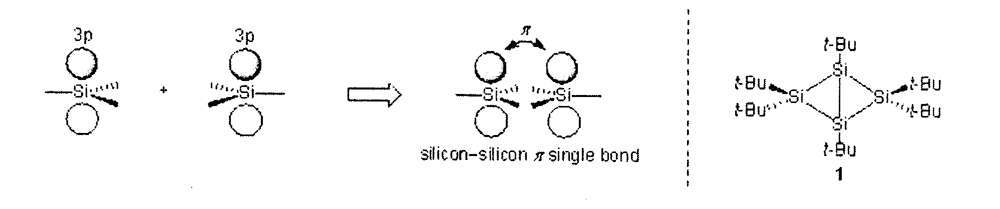 3p
3p
Si
+
Si
π
Si
Si
silicon–silicon π single bond
t-Bu
Si
t-Bu
t-Bu
Si
Si
t-Bu
t-Bu
Si
t-Bu
1